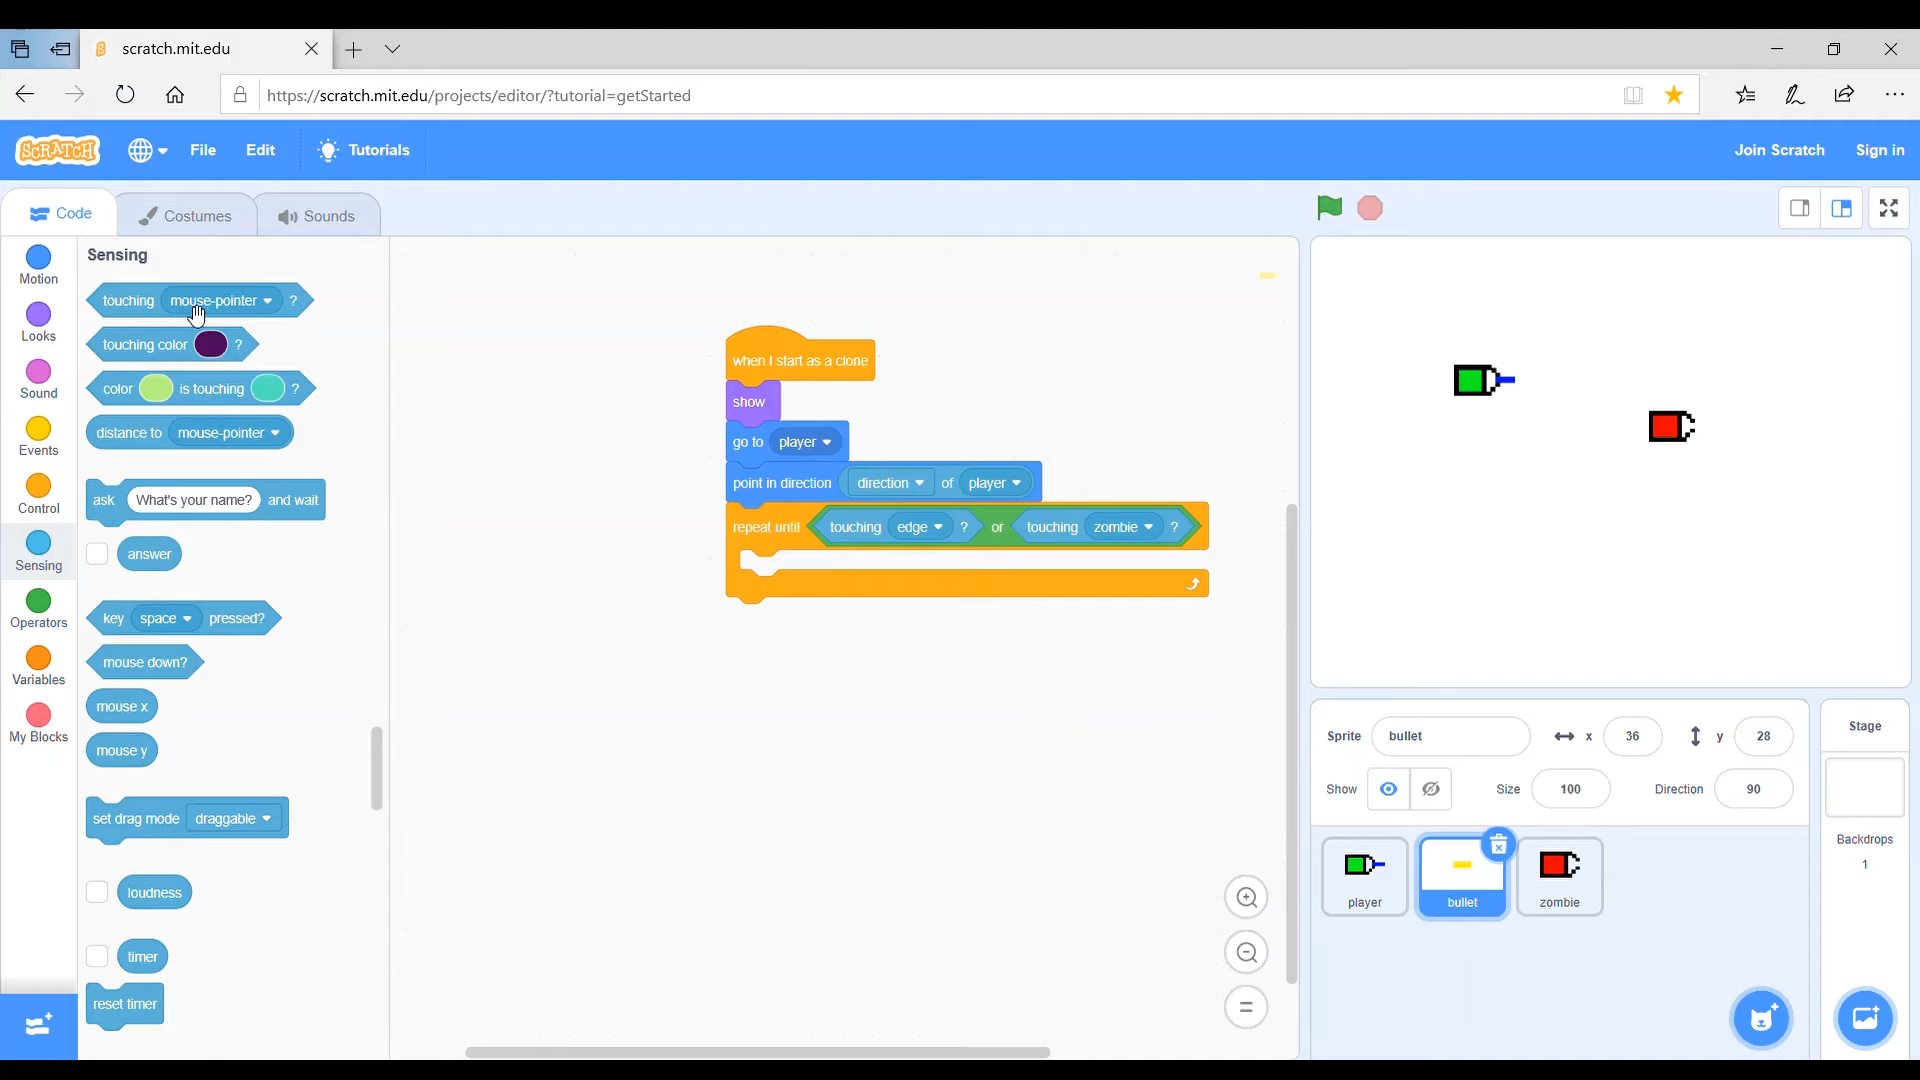 scratch.mit.edu
https://scratch.mit.edu/projects/editor/?tutorial=getStarted
SCRATCH File Edit Tutorials Join Scratch Sign in
Code Costumes Sounds
Motion
Looks
Sound
Events
Control
Sensing
Operators
Variables
My Blocks
Sensing
touching mouse-pointer ?
touching color ?
color is touching ?
distance to mouse-pointer
ask What's your name? and wait
answer
key space pressed?
mouse down?
mouse x
mouse y
set drag mode draggable
loudness
timer
reset timer
when I start as a clone
show
go to player
point in direction direction of player
repeat until touching edge ? or touching zombie ?
Sprite bullet x 36 y 28
Show Size 100 Direction 90
player
bullet
zombie
Stage
Backdrops
1